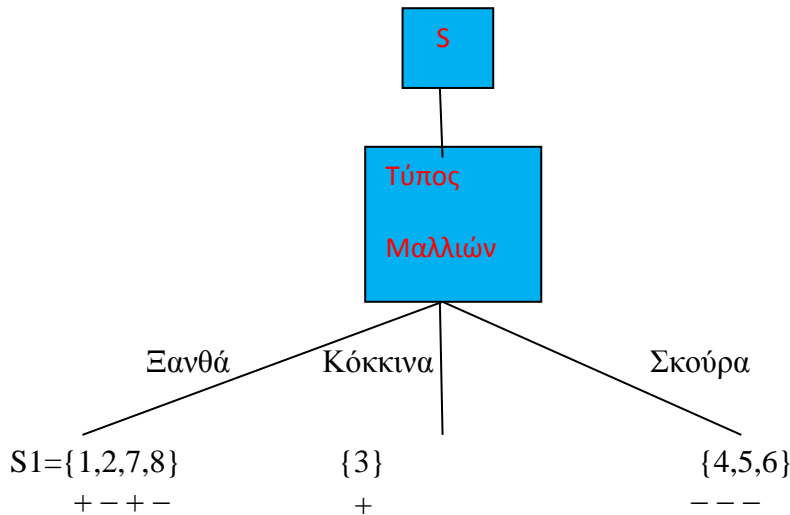 S
Τύπος
Μαλλιών
Ξανθά Κόκκινα Σκούρα
S1={1,2,7,8} {3} {4,5,6}
+ − + − + − − −